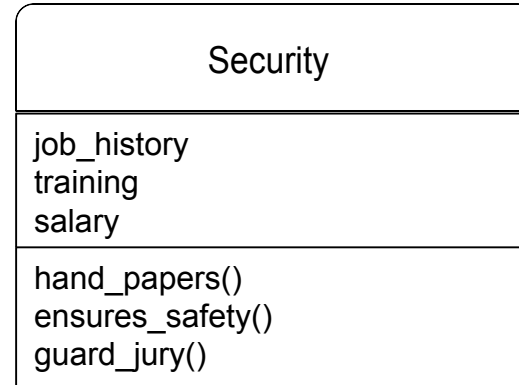 Security
job_history
training
salary
hand_papers()
ensures_safety()
guard_jury()